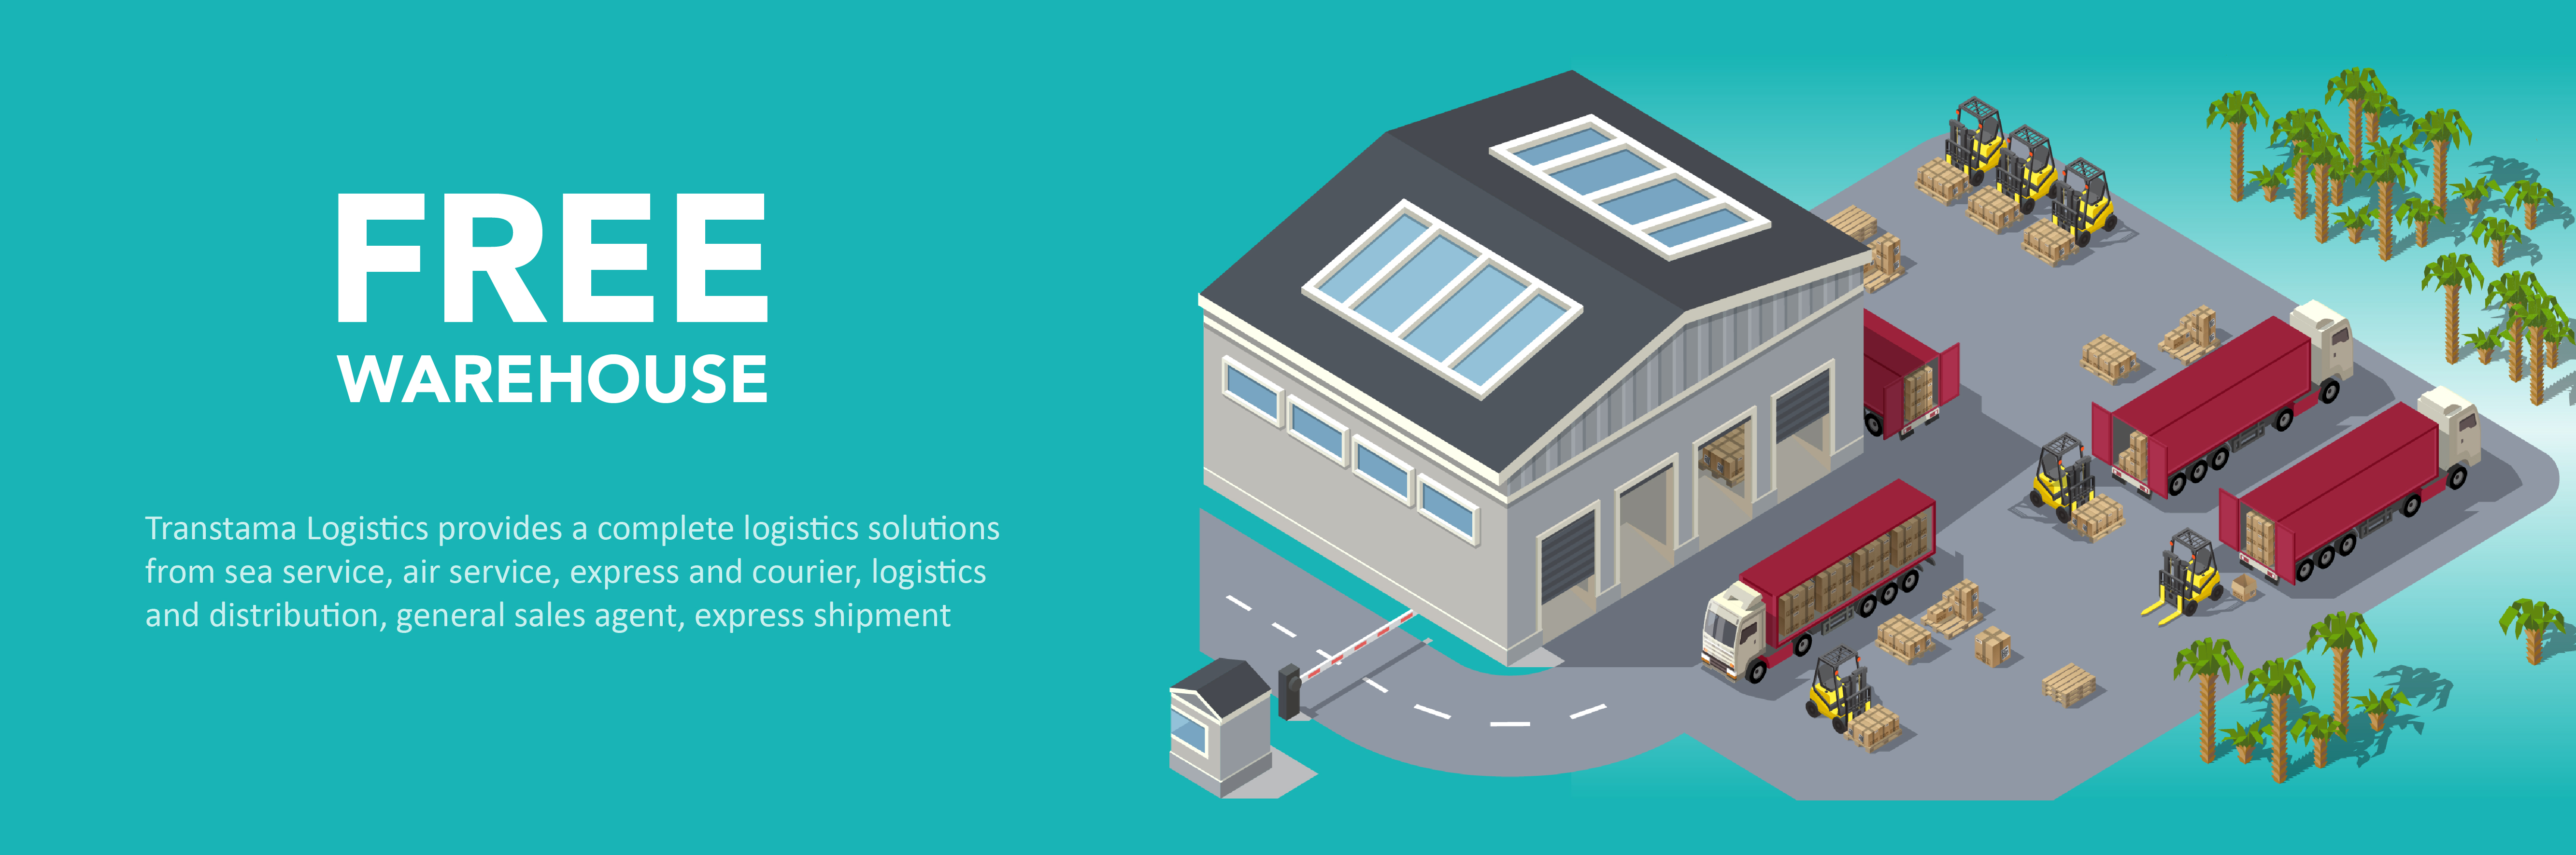 FREE
WAREHOUSE
Transtama Logistics provides a complete logistics solutions
from sea service, air service, express and courier, logistics
and distribution, general sales agent, express shipment